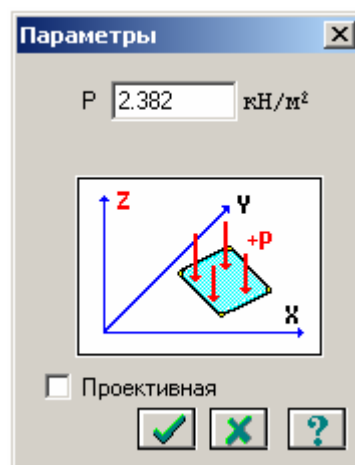 Параметры
P 2.382 кН/м²
Z
Y
+P
X
Проективная
?